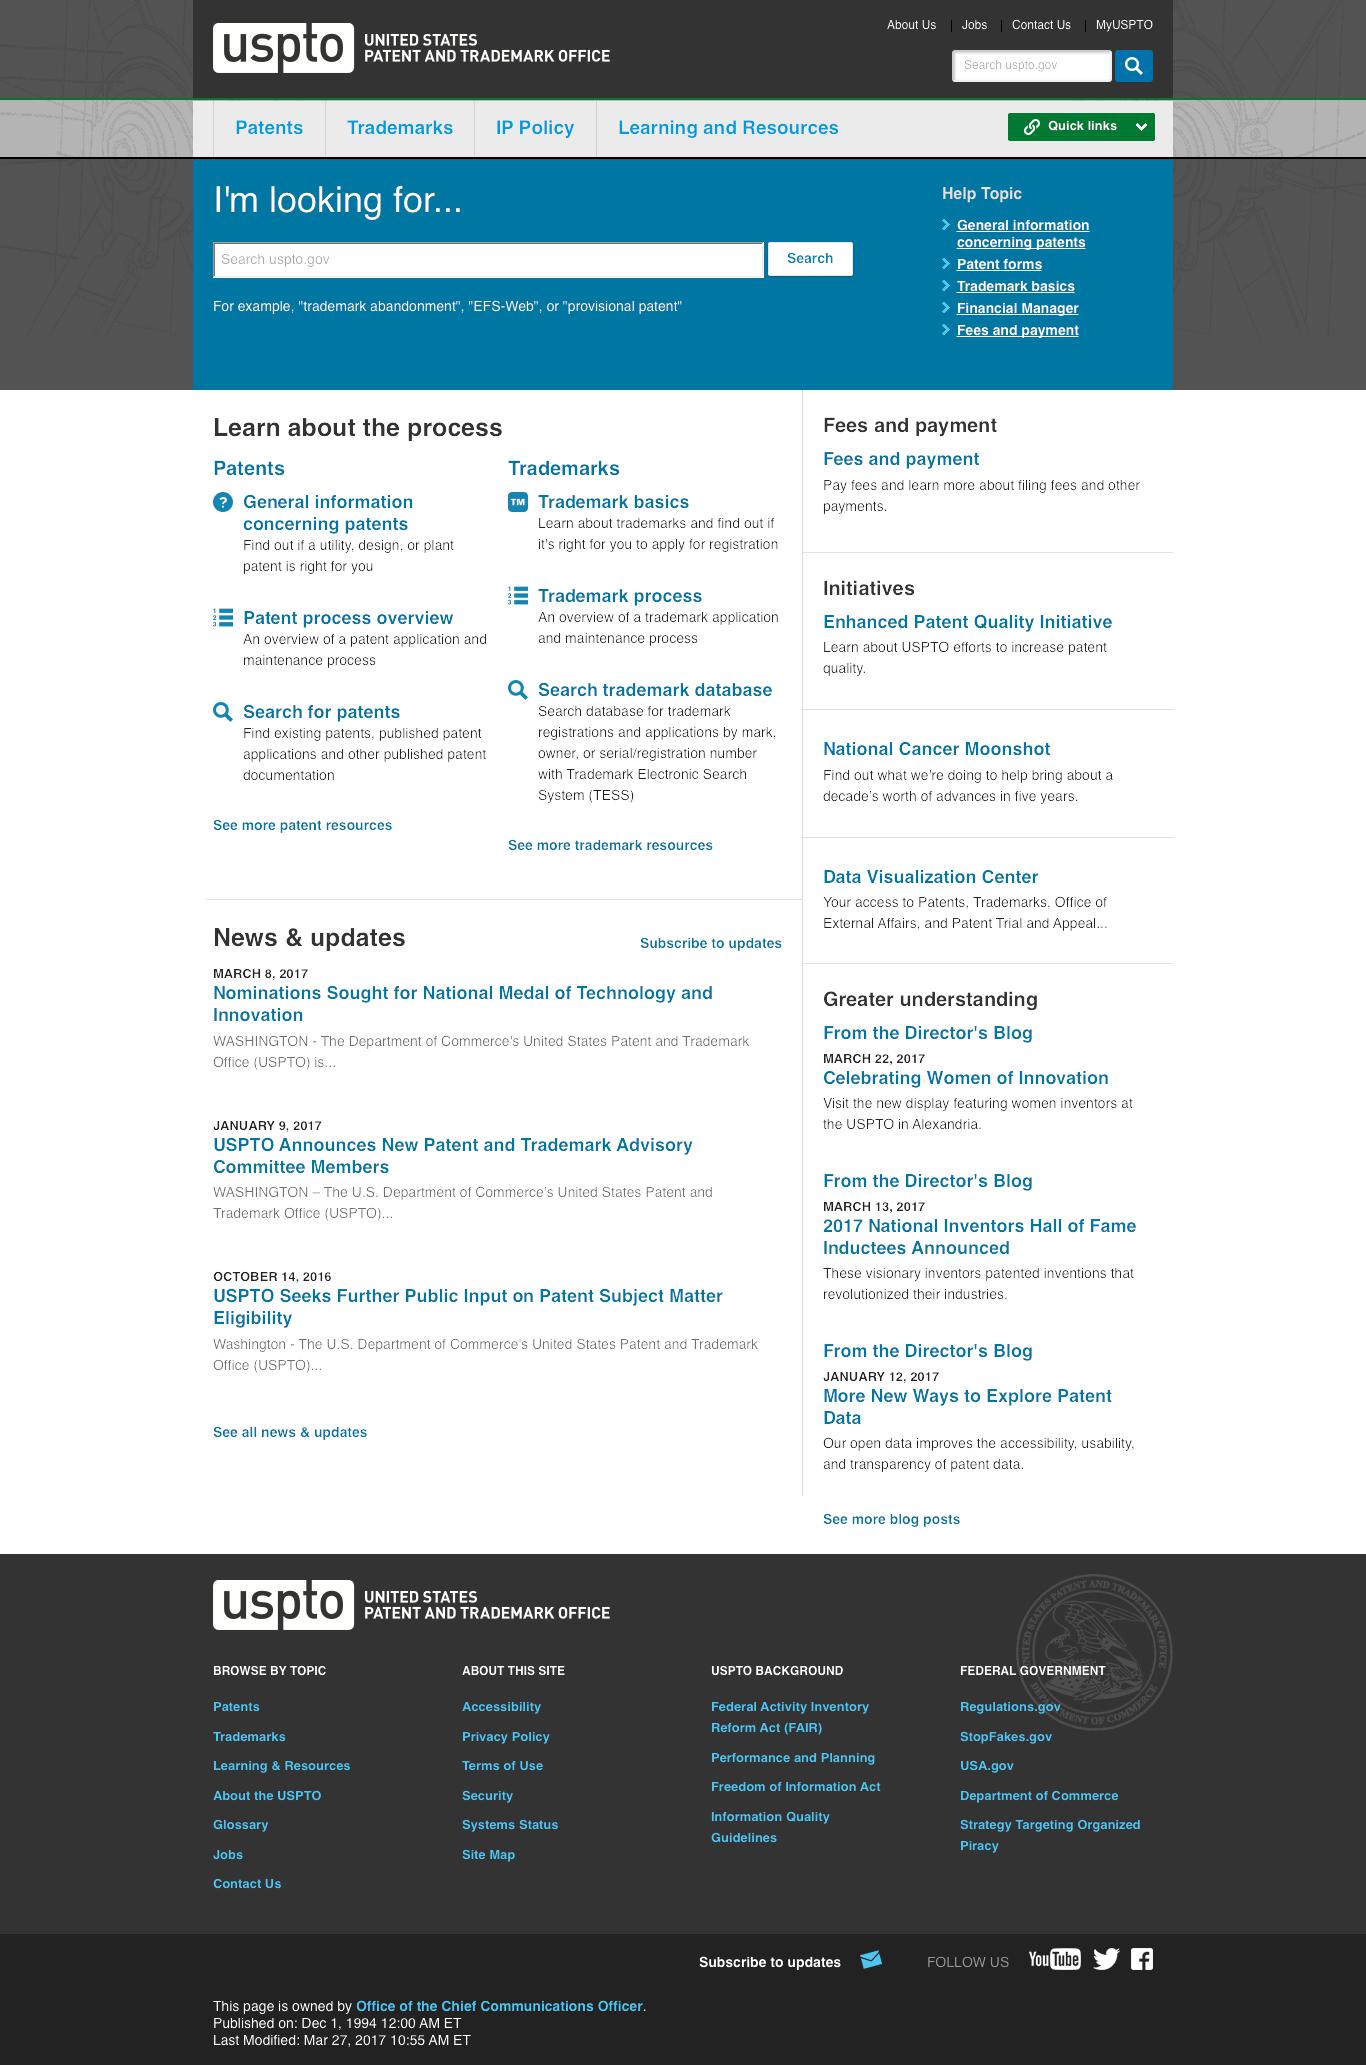 uspto UNITED STATES
PATENT AND TRADEMARK OFFICE
About Us
Jobs
Contact Us
MyUSPTO
Search uspto.gov
Patents
Trademarks
IP Policy
Learning and Resources
Quick links
I'm looking for...
Search uspto.gov
Search
For example, "trademark abandonment", "EFS-Web", or "provisional patent"
Help Topic
General information
concerning patents
Patent forms
Trademark basics
Financial Manager
Fees and payment
Learn about the process
Patents
? General information
concerning patents
Find out if a utility, design, or plant
patent is right for you
Patent process overview
An overview of a patent application and
maintenance process
Search for patents
Find existing patents, published patent
applications and other published patent
documentation
See more patent resources
Trademarks
TM Trademark basics
Learn about trademarks and find out if
it's right for you to apply for registration
Trademark process
An overview of a trademark application
and maintenance process
Search trademark database
Search database for trademark
registrations and applications by mark,
owner, or serial/registration number
with Trademark Electronic Search
System (TESS)
See more trademark resources
News & updates
Subscribe to updates
MARCH 8, 2017
Nominations Sought for National Medal of Technology and
Innovation
WASHINGTON - The Department of Commerce's United States Patent and Trademark
Office (USPTO) is...
JANUARY 9, 2017
USPTO Announces New Patent and Trademark Advisory
Committee Members
WASHINGTON – The U.S. Department of Commerce's United States Patent and
Trademark Office (USPTO)...
OCTOBER 14, 2016
USPTO Seeks Further Public Input on Patent Subject Matter
Eligibility
Washington - The U.S. Department of Commerce's United States Patent and Trademark
Office (USPTO)...
See all news & updates
Fees and payment
Fees and payment
Pay fees and learn more about filing fees and other
payments.
Initiatives
Enhanced Patent Quality Initiative
Learn about USPTO efforts to increase patent
quality.
National Cancer Moonshot
Find out what we're doing to help bring about a
decade's worth of advances in five years.
Data Visualization Center
Your access to Patents, Trademarks, Office of
External Affairs, and Patent Trial and Appeal...
Greater understanding
From the Director's Blog
MARCH 22, 2017
Celebrating Women of Innovation
Visit the new display featuring women inventors at
the USPTO in Alexandria.
From the Director's Blog
MARCH 13, 2017
2017 National Inventors Hall of Fame
Inductees Announced
These visionary inventors patented inventions that
revolutionized their industries.
From the Director's Blog
JANUARY 12, 2017
More New Ways to Explore Patent
Data
Our open data improves the accessibility, usability,
and transparency of patent data.
See more blog posts
uspto UNITED STATES
PATENT AND TRADEMARK OFFICE
UNITED STATES PATENT AND TRADEMARK OFFICE
DEPARTMENT OF COMMERCE
BROWSE BY TOPIC
Patents
Trademarks
Learning & Resources
About the USPTO
Glossary
Jobs
Contact Us
ABOUT THIS SITE
Accessibility
Privacy Policy
Terms of Use
Security
Systems Status
Site Map
USPTO BACKGROUND
Federal Activity Inventory
Reform Act (FAIR)
Performance and Planning
Freedom of Information Act
Information Quality
Guidelines
FEDERAL GOVERNMENT
Regulations.gov
StopFakes.gov
USA.gov
Department of Commerce
Strategy Targeting Organized
Piracy
Subscribe to updates
FOLLOW US
YouTube
This page is owned by Office of the Chief Communications Officer.
Published on: Dec 1, 1994 12:00 AM ET
Last Modified: Mar 27, 2017 10:55 AM ET